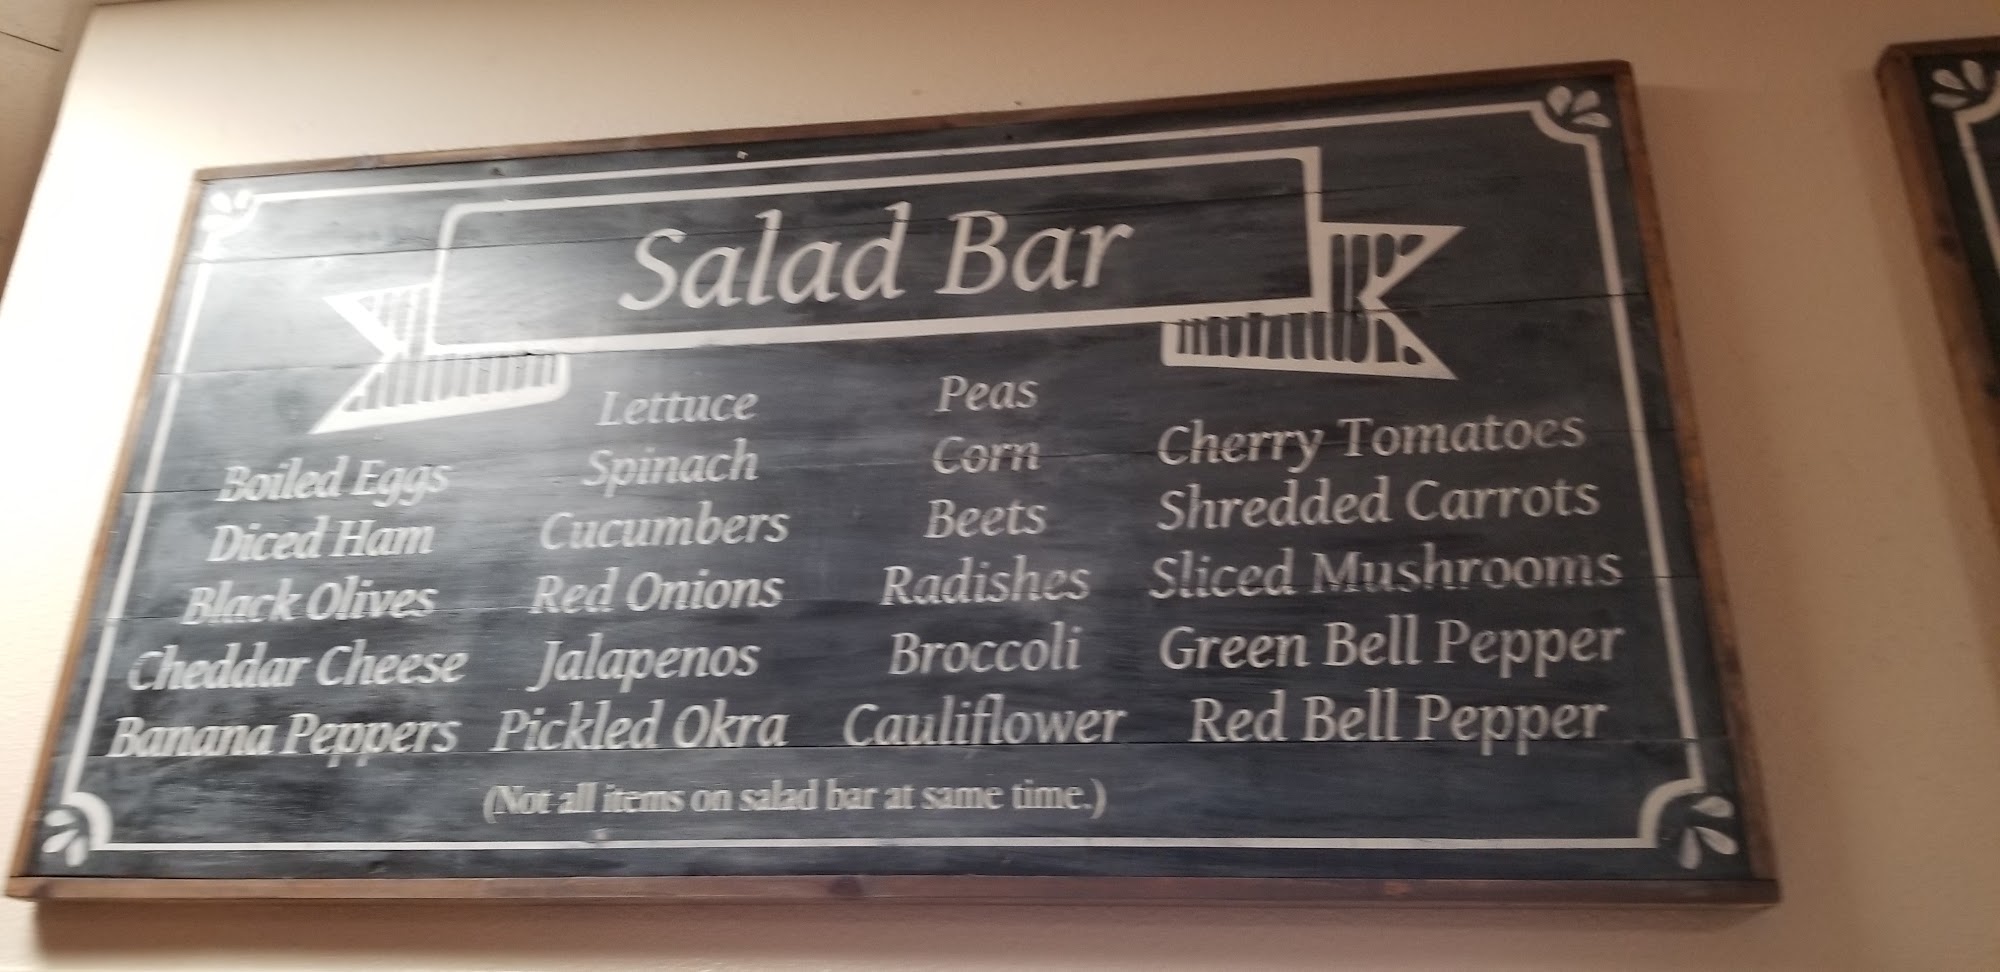 Salad Bar
Boiled Eggs
Diced Ham
Black Olives
Cheddar Cheese
Banana Peppers
Lettuce
Spinach
Cucumbers
Red Onions
Jalapenos
Pickled Okra
Peas
Corn
Beets
Radishes
Broccoli
Cauliflower
Cherry Tomatoes
Shredded Carrots
Sliced Mushrooms
Green Bell Pepper
Red Bell Pepper
(Not all items on salad bar at same time.)